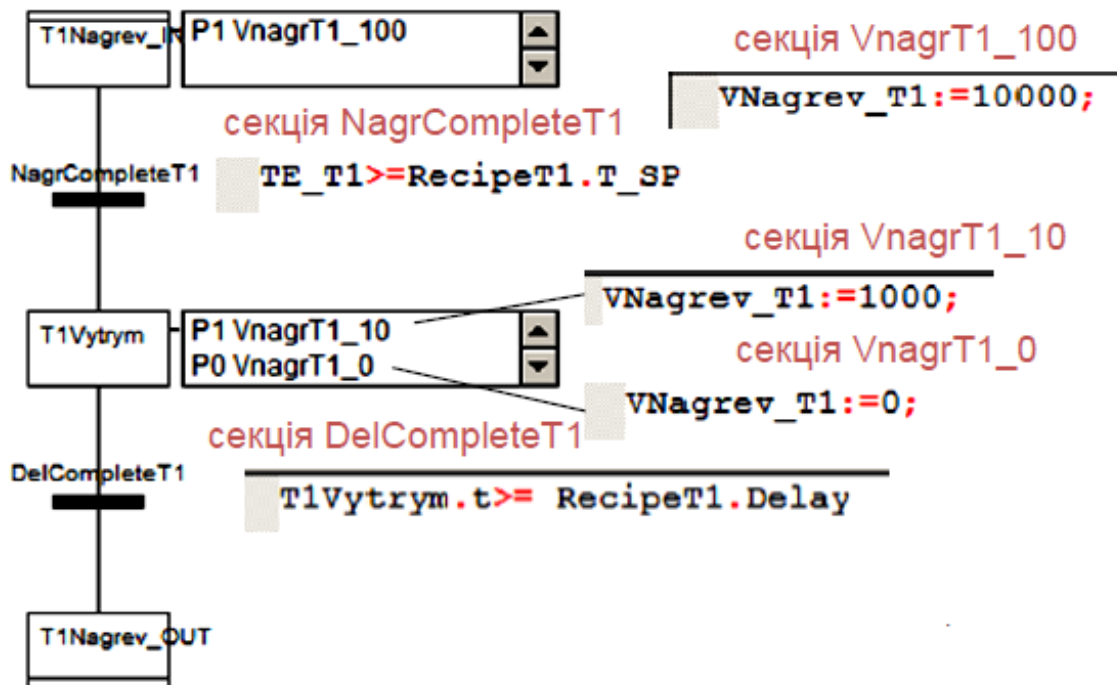 T1Nagrev_IN
P1 VnagrT1_100
секція VnagrT1_100
VNagrev_T1:=10000;
секція NagrCompleteT1
NagrCompleteT1
TE_T1>=RecipeT1.T_SP
секція VnagrT1_10
VNagrev_T1:=1000;
T1Vytrym
P1 VnagrT1_10
P0 VnagrT1_0
секція VnagrT1_0
VNagrev_T1:=0;
секція DelCompleteT1
DelCompleteT1
T1Vytrym.t>= RecipeT1.Delay
T1Nagrev_OUT